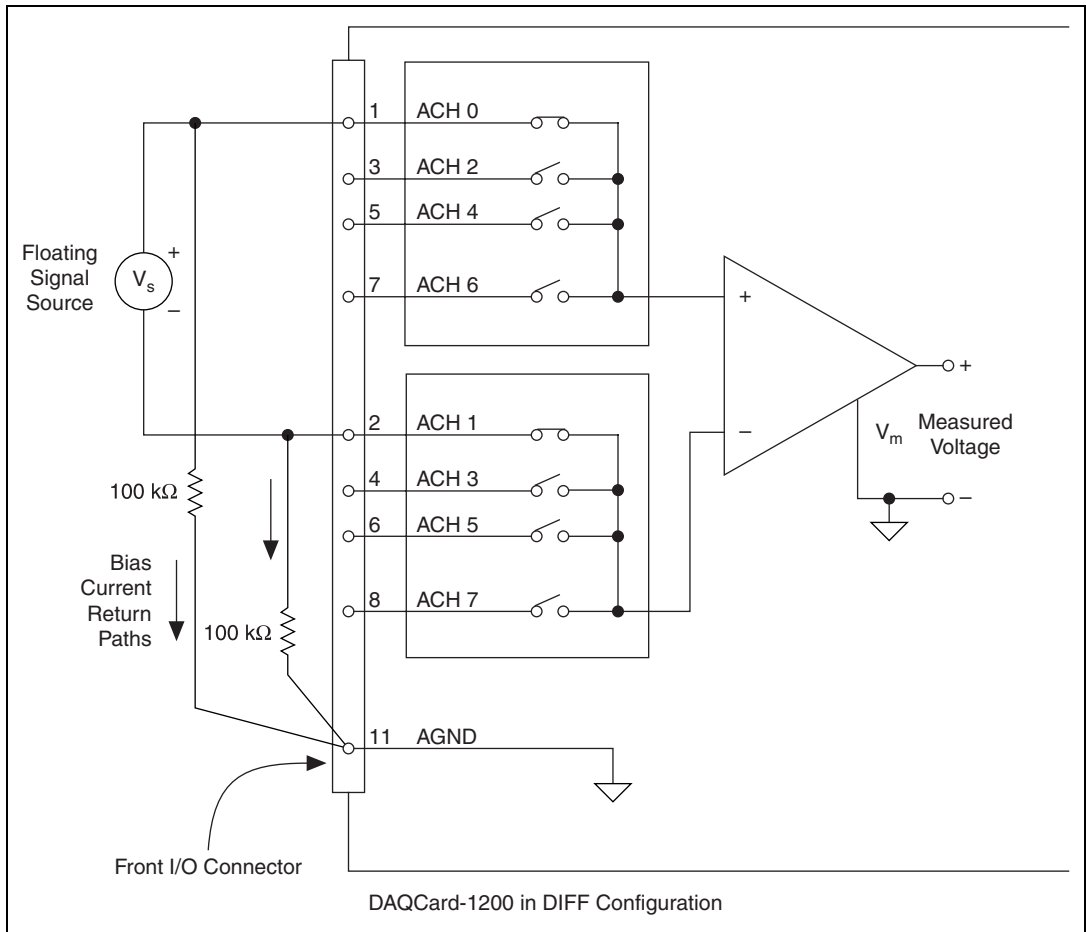 1 ACH 0
3 ACH 2
5 ACH 4
7 ACH 6
Floating
Signal
Source
+
Vs
–
+
–
+
Vm
Measured
Voltage
–
2 ACH 1
4 ACH 3
6 ACH 5
8 ACH 7
100 kΩ
Bias
Current
Return
Paths
100 kΩ
11 AGND
Front I/O Connector
DAQCard-1200 in DIFF Configuration